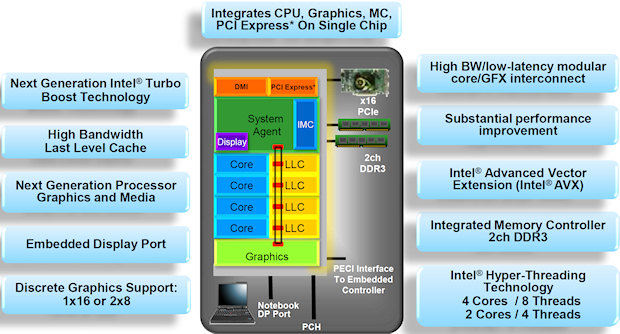 Integrates CPU, Graphics, MC,
PCI Express* On Single Chip
Next Generation Intel® Turbo
Boost Technology
High Bandwidth
Last Level Cache
Next Generation Processor
Graphics and Media
Embedded Display Port
Discrete Graphics Support:
1x16 or 2x8
DMI
PCI Express*
x16
PCIe
System
Agent
IMC
Display
2ch
DDR3
Core
LLC
Core
LLC
Core
LLC
Core
LLC
Graphics
PECI Interface
To Embedded
Controller
Notebook
DP Port
PCH
High BW/low-latency modular
core/GFX interconnect
Substantial performance
improvement
Intel® Advanced Vector
Extension (Intel® AVX)
Integrated Memory Controller
2ch DDR3
Intel® Hyper-Threading
Technology
4 Cores / 8 Threads
2 Cores / 4 Threads